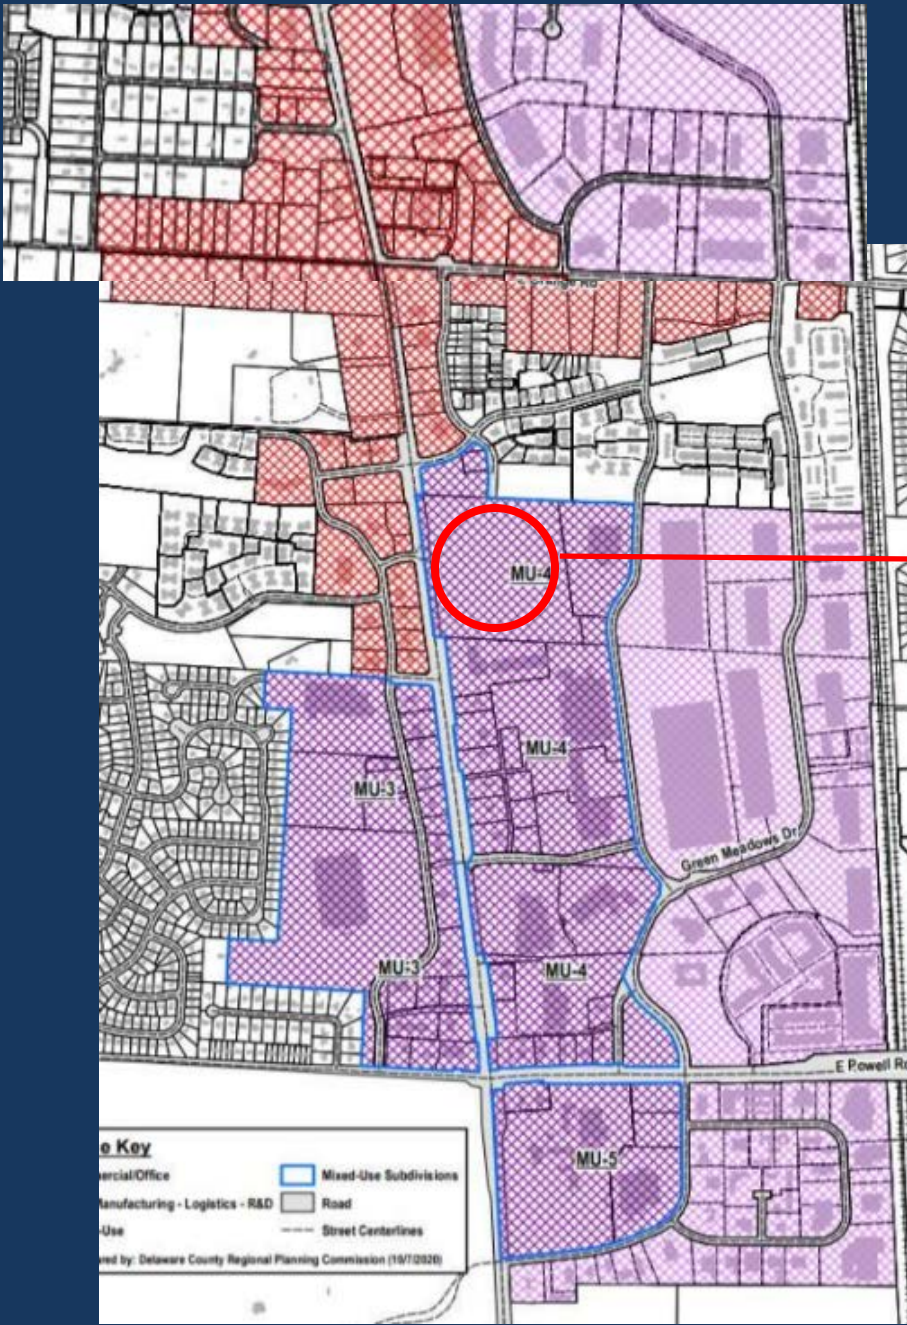 MU-4
MU-4
MU-3
Green Meadows Dr
MU-3
MU-4
E Powell Rd
MU-5
e Key
ercial/Office
Mixed-Use Subdivisions
Manufacturing - Logistics - R&D
Road
-Use
Street Centerlines
red by: Delaware County Regional Planning Commission (10/7/2020)